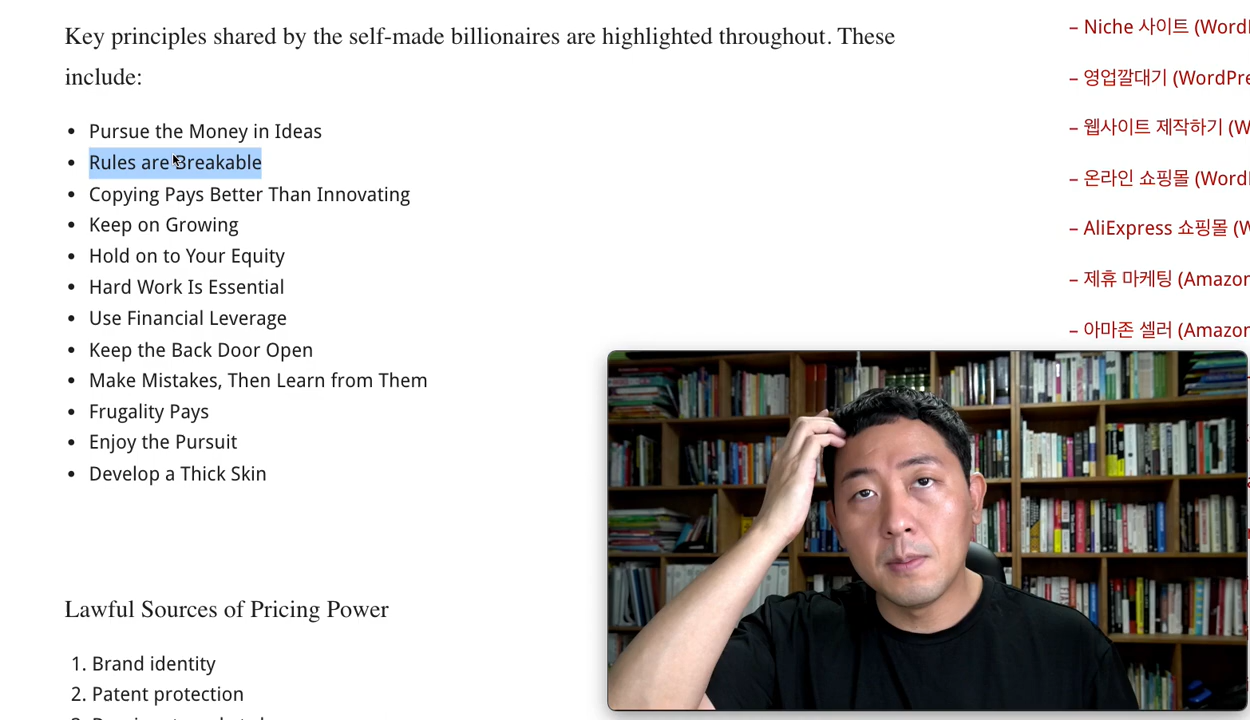 Key principles shared by the self-made billionaires are highlighted throughout. These
include:
• Pursue the Money in Ideas
• Rules are Breakable
• Copying Pays Better Than Innovating
• Keep on Growing
• Hold on to Your Equity
• Hard Work Is Essential
• Use Financial Leverage
• Keep the Back Door Open
• Make Mistakes, Then Learn from Them
• Frugality Pays
• Enjoy the Pursuit
• Develop a Thick Skin
Lawful Sources of Pricing Power
1. Brand identity
2. Patent protection
– Niche 사이트 (Word
– 영업깔대기 (WordPre
– 웹사이트 제작하기 (W
– 온라인 쇼핑몰 (Word
– AliExpress 쇼핑몰 (W
– 제휴 마케팅 (Amazon
– 아마존 셀러 (Amazon